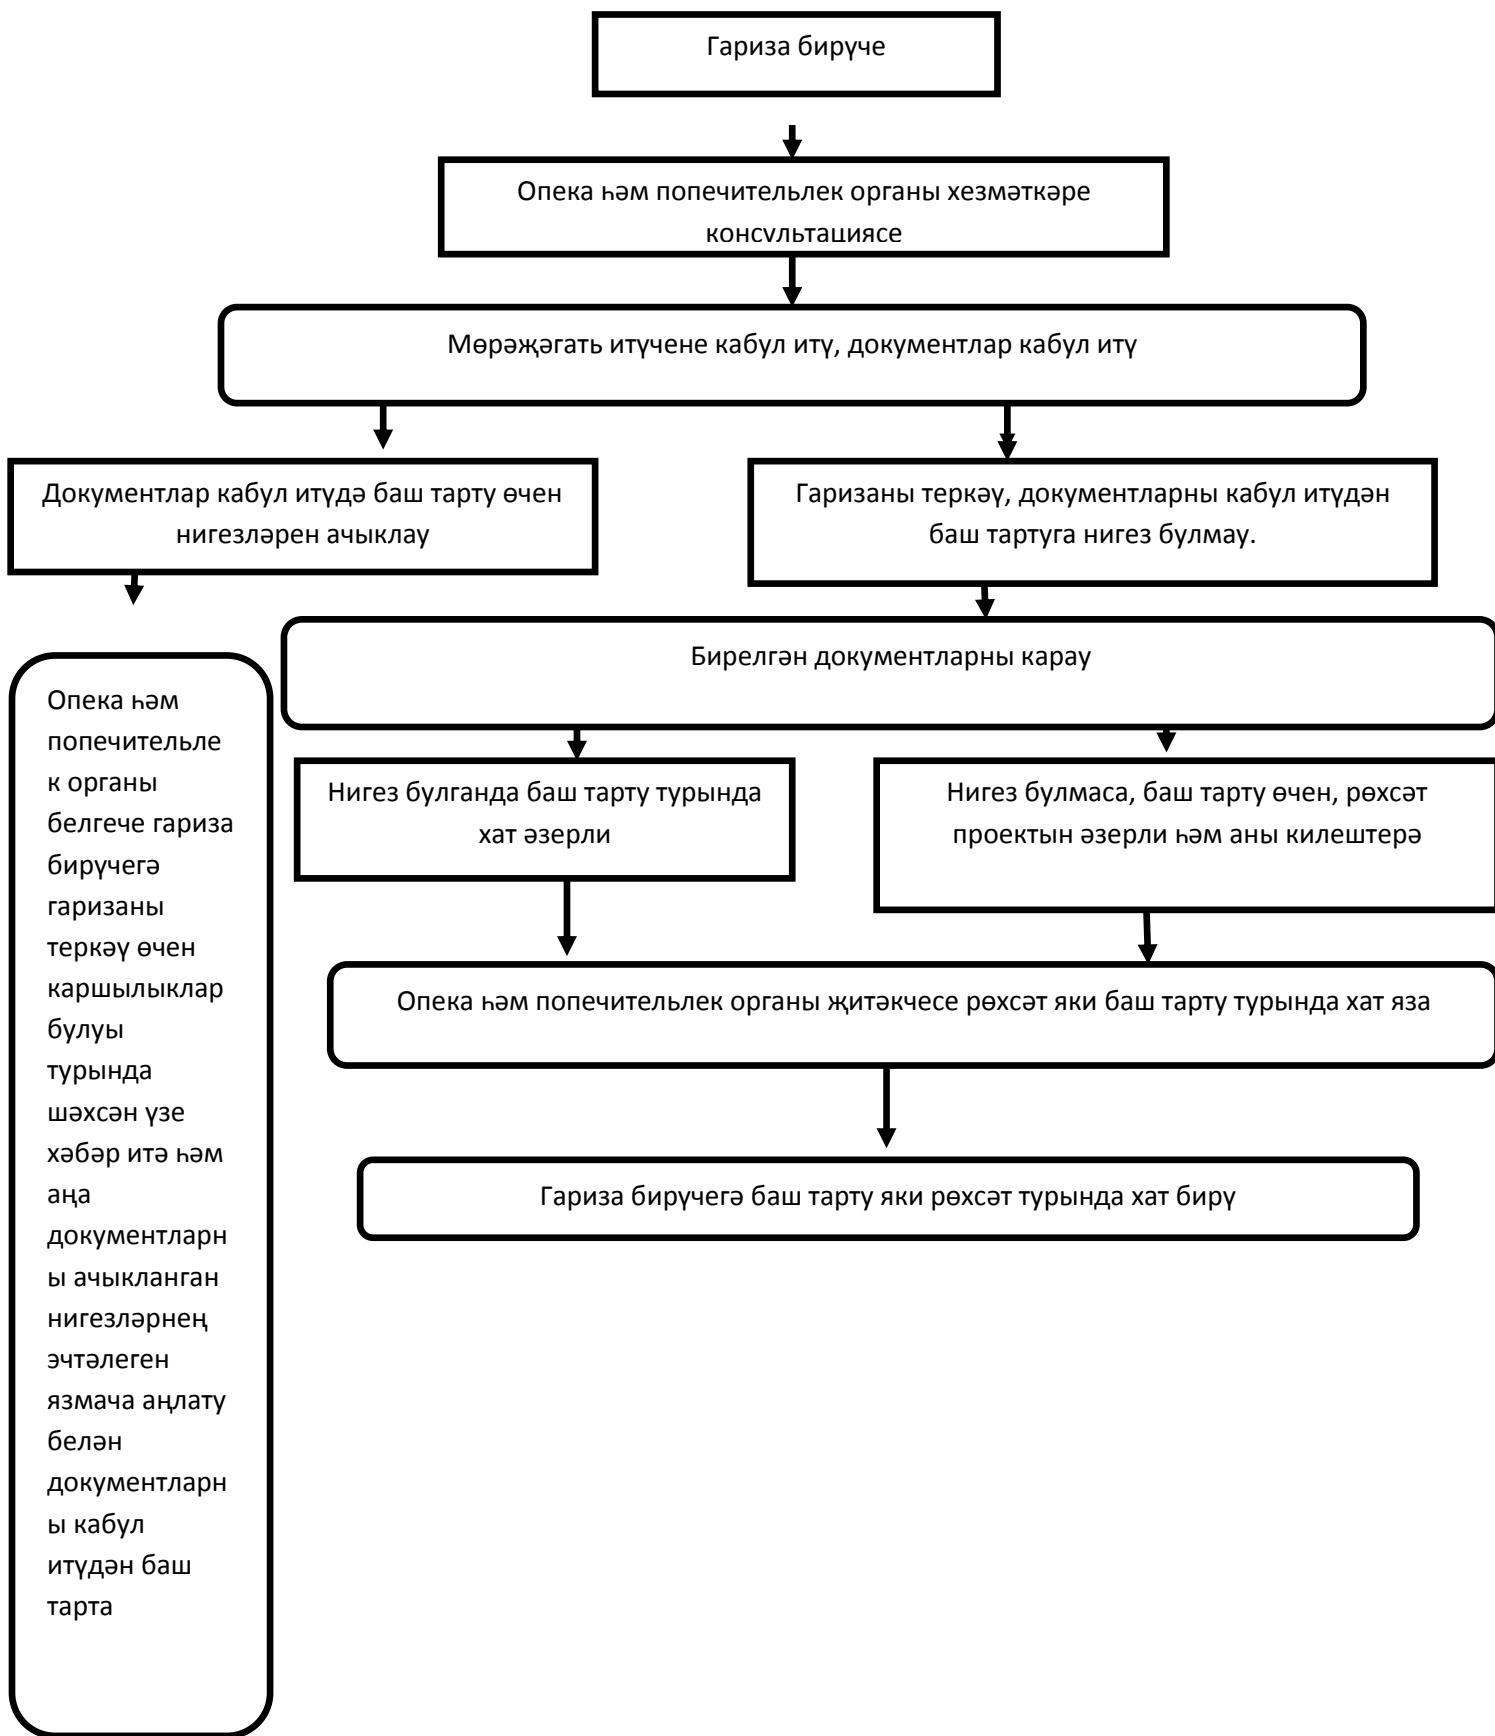 Гариза бирүче
Опека һәм попечительлек органы хезмәткәре
консультациясе
Мөрәҗәгать итүчене кабул итү, документлар кабул итү
Документлар кабул итүдә баш тарту өчен
нигезләрен ачыклау
Гаризаны теркәү, документларны кабул итүдән
баш тартуга нигез булмау.
Бирелгән документларны карау
Опека һәм
попечительле
к органы
белгече гариза
бирүчегә
гаризаны
теркәү өчен
каршылыклар
булуы
турында
шәхсән үзе
хәбәр итә һәм
аңа
документларн
ы ачыкланган
нигезләрнең
эчтәлеген
язмача аңлату
белән
документларн
ы кабул
итүдән баш
тарта
Нигез булганда баш тарту турында
хат әзерли
Нигез булмаса, баш тарту өчен, рөхсәт
проектын әзерли һәм аны килештерә
Опека һәм попечительлек органы җитәкчесе рөхсәт яки баш тарту турында хат яза
Гариза бирүчегә баш тарту яки рөхсәт турында хат бирү